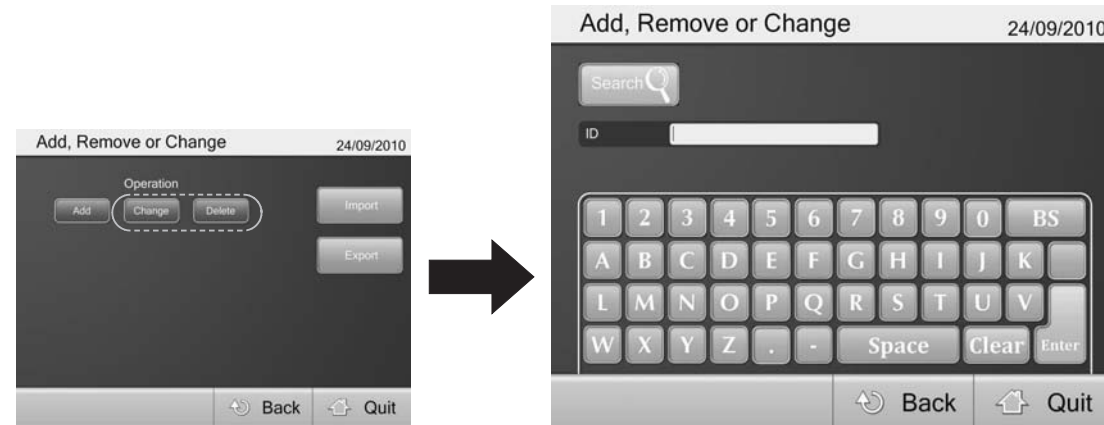 Add, Remove or Change 24/09/2010
Operation
Add Change Delete Import
Export
Back Quit
Add, Remove or Change 24/09/2010
Search
ID
1 2 3 4 5 6 7 8 9 0 BS
A B C D E F G H I J K
L M N O P Q R S T U V
W X Y Z . - Space Clear Enter
Back Quit